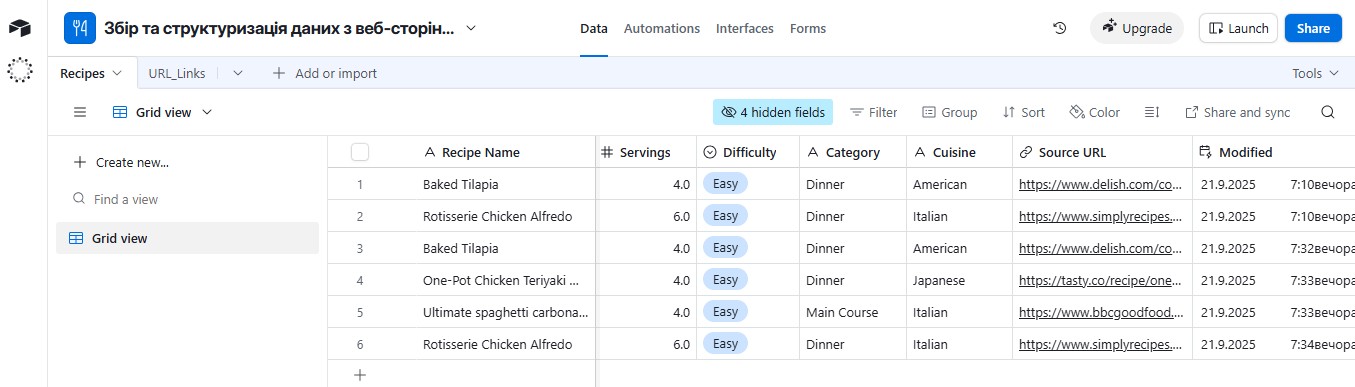 Збір та структуризація даних з веб-сторін... Data Automations Interfaces Forms Upgrade Launch Share
Recipes URL_Links Add or import Tools
Grid view 4 hidden fields Filter Group Sort Color Share and sync
Create new...
Find a view
Grid view
Recipe Name Servings Difficulty Category Cuisine Source URL Modified
1 Baked Tilapia 4.0 Easy Dinner American https://www.delish.com/co... 21.9.2025 7:10вечора
2 Rotisserie Chicken Alfredo 6.0 Easy Dinner Italian https://www.simplyrecipes.... 21.9.2025 7:10вечора
3 Baked Tilapia 4.0 Easy Dinner American https://www.delish.com/co... 21.9.2025 7:32вечора
4 One-Pot Chicken Teriyaki ... 4.0 Easy Dinner Japanese https://tasty.co/recipe/one... 21.9.2025 7:33вечора
5 Ultimate spaghetti carbona... 4.0 Easy Main Course Italian https://www.bbcgoodfood.... 21.9.2025 7:33вечора
6 Rotisserie Chicken Alfredo 6.0 Easy Dinner Italian https://www.simplyrecipes.... 21.9.2025 7:34вечора